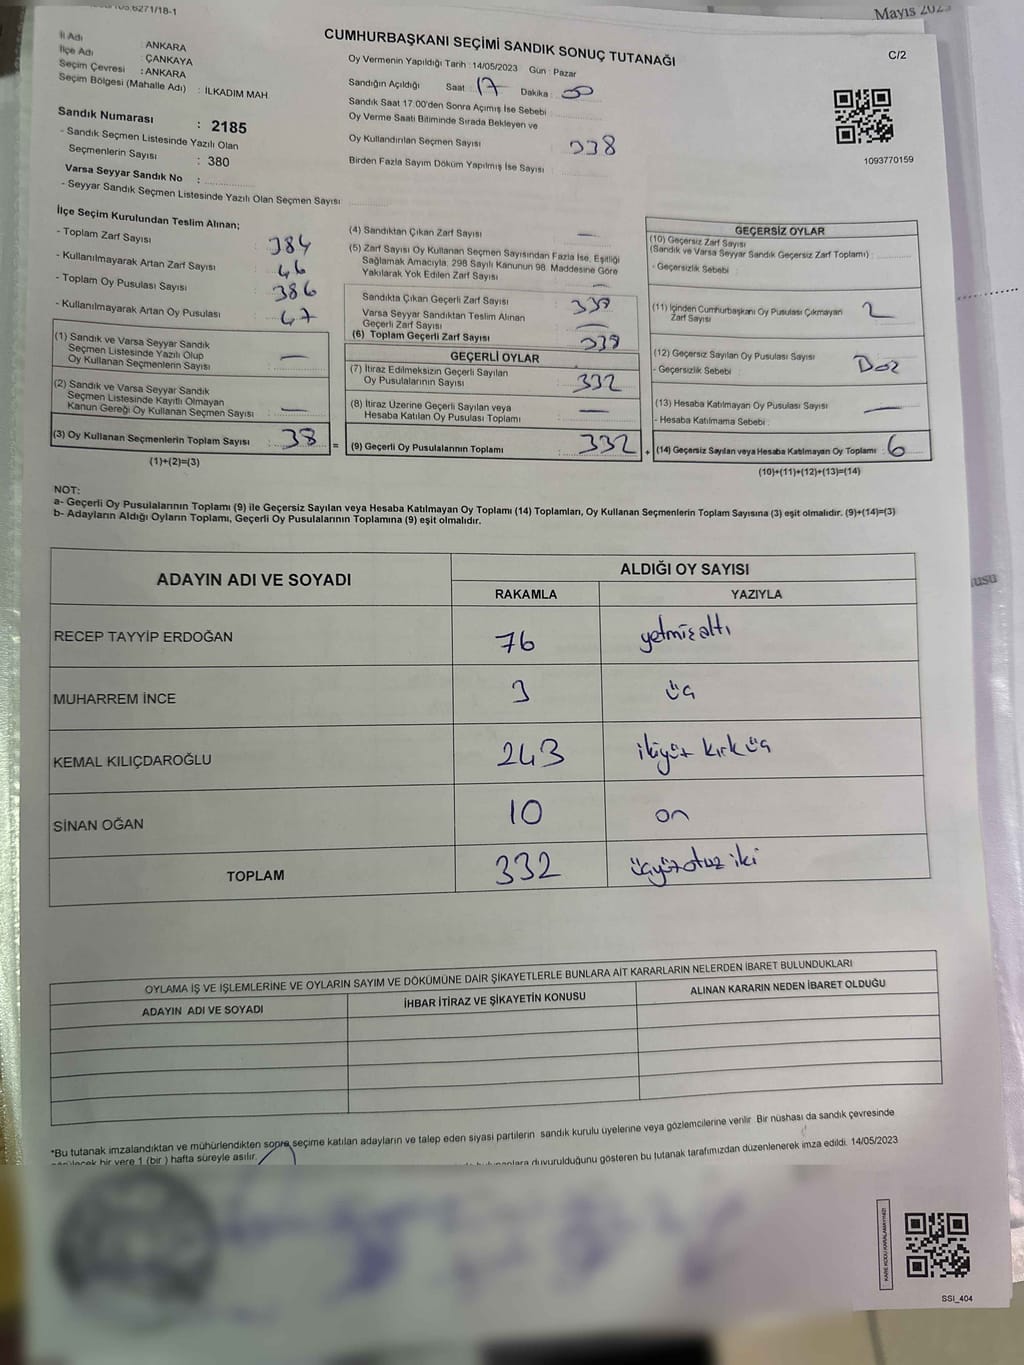 6271/18-1
Mayıs
İl Adı : ANKARA
İlçe Adı : ÇANKAYA
Seçim Çevresi : ANKARA
Seçim Bölgesi (Mahalle Adı) : İLKADIM MAH
Sandık Numarası : 2185
- Sandık Seçmen Listesinde Yazılı Olan
Seçmenlerin Sayısı : 380
Varsa Seyyar Sandık No :
- Seyyar Sandık Seçmen Listesinde Yazılı Olan Seçmen Sayısı
CUMHURBAŞKANI SEÇİMİ SANDIK SONUÇ TUTANAĞI
Oy Vermenin Yapıldığı Tarih : 14/05/2023 Gün : Pazar
Sandığın Açıldığı Saat : 17 Dakika : 00
Sandık Saat 17:00'den Sonra Açımış İse Sebebi
Oy Verme Saati Bitiminde Sırada Bekleyen ve
Oy Kullandırılan Seçmen Sayısı 338
Birden Fazla Sayım Döküm Yapılmış İse Sayısı
C/2
1093770159
İlçe Seçim Kurulundan Teslim Alınan;
- Toplam Zarf Sayısı 384
- Kullanılmayarak Artan Zarf Sayısı 46
- Toplam Oy Pusulası Sayısı 386
- Kullanılmayarak Artan Oy Pusulası 47
(1) Sandık ve Varsa Seyyar Sandık
Seçmen Listesinde Yazılı Olup
Oy Kullanan Seçmenlerin Sayısı : —
(2) Sandık ve Varsa Seyyar Sandık
Seçmen Listesinde Kayıtlı Olmayan
Kanun Gereği Oy Kullanan Seçmen Sayısı : —
(3) Oy Kullanan Seçmenlerin Toplam Sayısı : 38 =
(1)+(2)=(3)
(4) Sandıktan Çıkan Zarf Sayısı —
(5) Zarf Sayısı Oy Kullanan Seçmen Sayısından Fazla İse, Eşitliği
Sağlamak Amacıyla, 298 Sayılı Kanunun 98. Maddesine Göre
Yakılarak Yok Edilen Zarf Sayısı —
Sandıkta Çıkan Geçerli Zarf Sayısı 338
Varsa Seyyar Sandıktan Teslim Alınan
Geçerli Zarf Sayısı —
(6) Toplam Geçerli Zarf Sayısı 338
GEÇERLİ OYLAR
(7) İtiraz Edilmeksizin Geçerli Sayılan
Oy Pusulalarının Sayısı 332
(8) İtiraz Üzerine Geçerli Sayılan veya
Hesaba Katılan Oy Pusulası Toplamı —
(9) Geçerli Oy Pusulalarının Toplamı 332 +
GEÇERSİZ OYLAR
(10) Geçersiz Zarf Sayısı
(Sandık ve Varsa Seyyar Sandık Geçersiz Zarf Toplamı) :
- Geçersizlik Sebebi :
(11) İçinden Cumhurbaşkanı Oy Pusulası Çıkmayan
Zarf Sayısı 2
(12) Geçersiz Sayılan Oy Pusulası Sayısı
- Geçersizlik Sebebi :
(13) Hesaba Katılmayan Oy Pusulası Sayısı —
- Hesaba Katılmama Sebebi :
(14) Geçersiz Sayılan veya Hesaba Katılmayan Oy Toplamı : 6
(10)+(11)+(12)+(13)=(14)
NOT:
a- Geçerli Oy Pusulalarının Toplamı (9) ile Geçersiz Sayılan veya Hesaba Katılmayan Oy Toplamı (14) Toplamları, Oy Kullanan Seçmenlerin Toplam Sayısına (3) eşit olmalıdır. (9)+(14)=(3)
b- Adayların Aldığı Oyların Toplamı, Geçerli Oy Pusulalarının Toplamına (9) eşit olmalıdır.
ADAYIN ADI VE SOYADI ALDIĞI OY SAYISI
RAKAMLA YAZIYLA
RECEP TAYYİP ERDOĞAN 76 yetmişaltı
MUHARREM İNCE 3 üç
KEMAL KILIÇDAROĞLU 243 ikiyüz kırk üç
SİNAN OĞAN 10 on
TOPLAM 332 üçyüzotuz iki
OYLAMA İŞ VE İŞLEMLERİNE VE OYLARIN SAYIM VE DÖKÜMÜNE DAİR ŞİKAYETLERLE BUNLARA AİT KARARLARIN NELERDEN İBARET BULUNDUKLARI
ADAYIN ADI VE SOYADI İHBAR İTİRAZ VE ŞİKAYETİN KONUSU ALINAN KARARIN NEDEN İBARET OLDUĞU
*Bu tutanak imzalandıktan ve mühürlendikten sonra seçime katılan adayların ve talep eden siyasi partilerin sandık kurulu üyelerine veya gözlemcilerine verilir. Bir nüshası da sandık çevresinde
bir yere 1 (bir ) hafta süreyle asılır. duyurulduğunu gösteren bu tutanak tarafımızdan düzenlenerek imza edildi. 14/05/2023
SSI_404